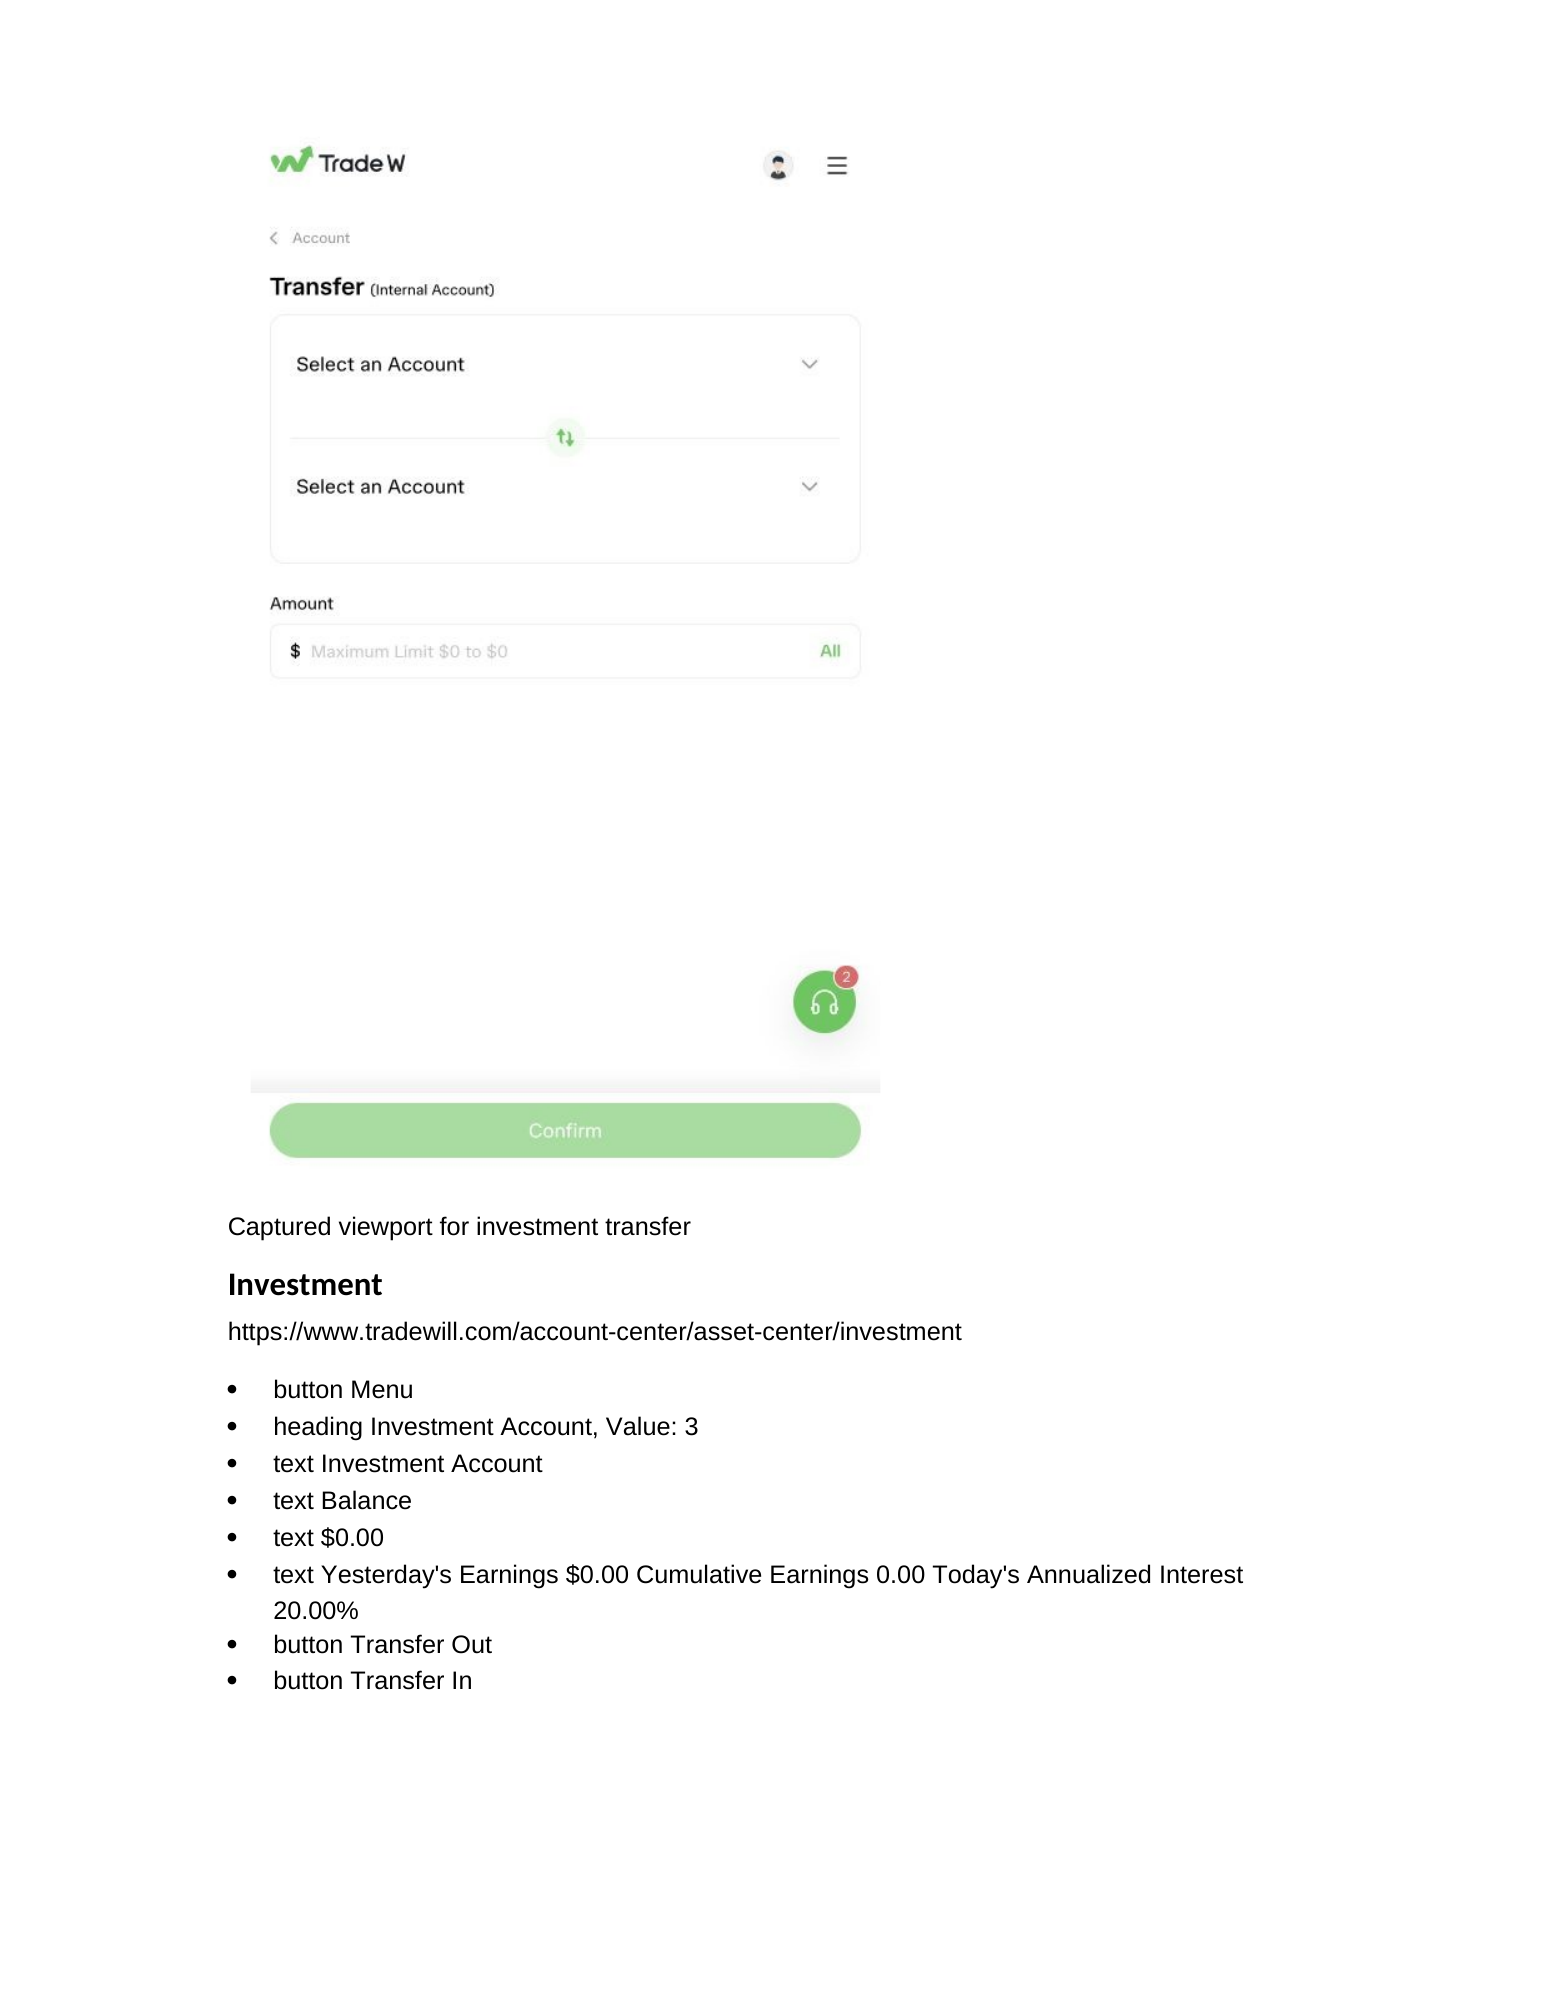 Trade W
Account
Transfer (Internal Account)
Select an Account
Select an Account
Amount
$ Maximum Limit $0 to $0 All
2
Confirm
Captured viewport for investment transfer
Investment
https://www.tradewill.com/account-center/asset-center/investment
• button Menu
• heading Investment Account, Value: 3
• text Investment Account
• text Balance
• text $0.00
• text Yesterday's Earnings $0.00 Cumulative Earnings 0.00 Today's Annualized Interest
20.00%
• button Transfer Out
• button Transfer In